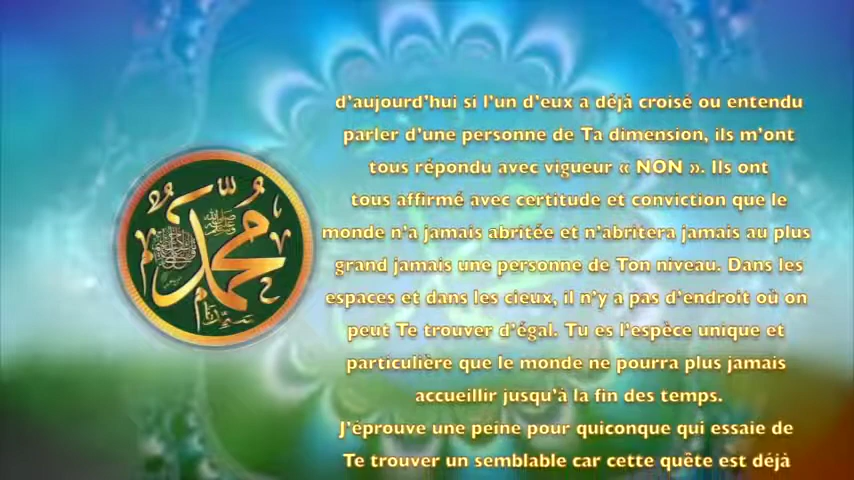 d'aujourd'hui si l'un d'eux a déjà croisé ou entendu
parler d'une personne de Ta dimension, ils m'ont
tous répondu avec vigueur « NON ». Ils ont
tous affirmé avec certitude et conviction que le
monde n'a jamais abritée et n'abritera jamais au plus
grand jamais une personne de Ton niveau. Dans les
espaces et dans les cieux, il n'y a pas d'endroit où on
peut Te trouver d'égal. Tu es l'espèce unique et
particulière que le monde ne pourra plus jamais
accueillir jusqu'à la fin des temps.
J'éprouve une peine pour quiconque qui essaie de
Te trouver un semblable car cette quête est déjà
محمد